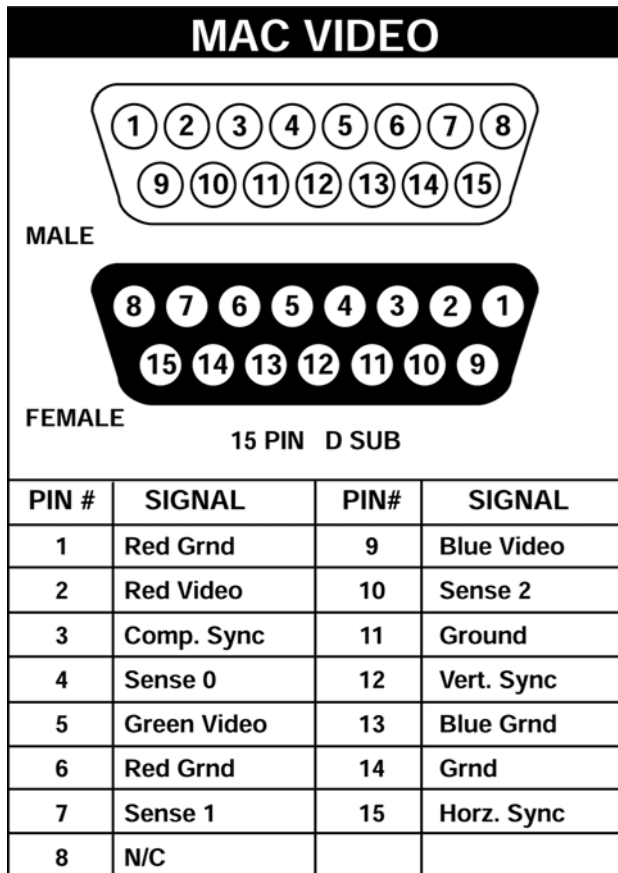 MAC VIDEO
1 2 3 4 5 6 7 8
9 10 11 12 13 14 15
MALE
8 7 6 5 4 3 2 1
15 14 13 12 11 10 9
FEMALE
15 PIN D SUB
PIN # SIGNAL PIN# SIGNAL
1 Red Grnd 9 Blue Video
2 Red Video 10 Sense 2
3 Comp. Sync 11 Ground
4 Sense 0 12 Vert. Sync
5 Green Video 13 Blue Grnd
6 Red Grnd 14 Grnd
7 Sense 1 15 Horz. Sync
8 N/C